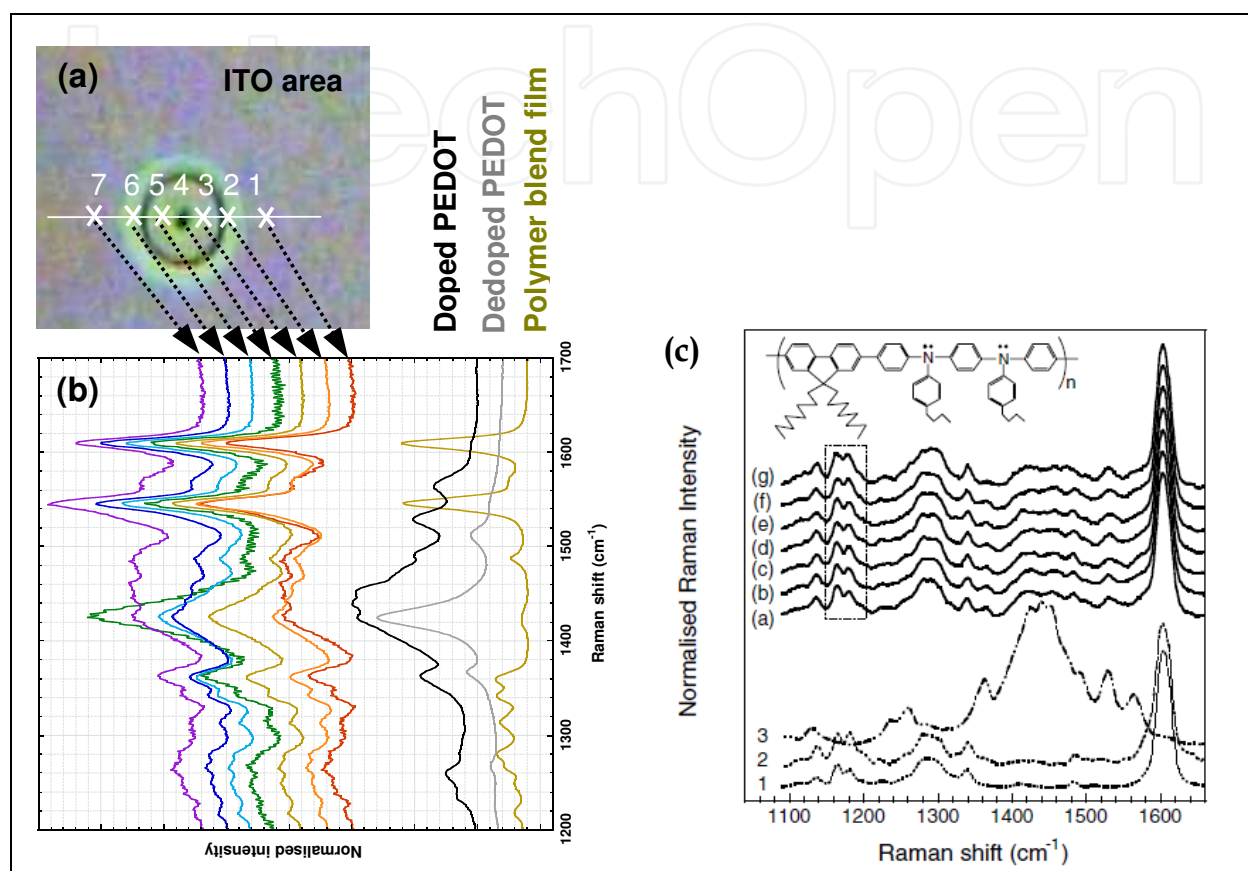 ntechOpen
(a)
ITO area
7 6 5 4 3 2 1
Doped PEDOT
Dedoped PEDOT
Polymer blend film
(b)
1200 1300 1400 1500 1600 1700
Raman shift (cm-1)
Normalised intensity
(c)
N N
n
(g)
(f)
(e)
(d)
(c)
(b)
(a)
3
2
1
Normalised Raman Intensity
1100 1200 1300 1400 1500 1600
Raman shift (cm-1)